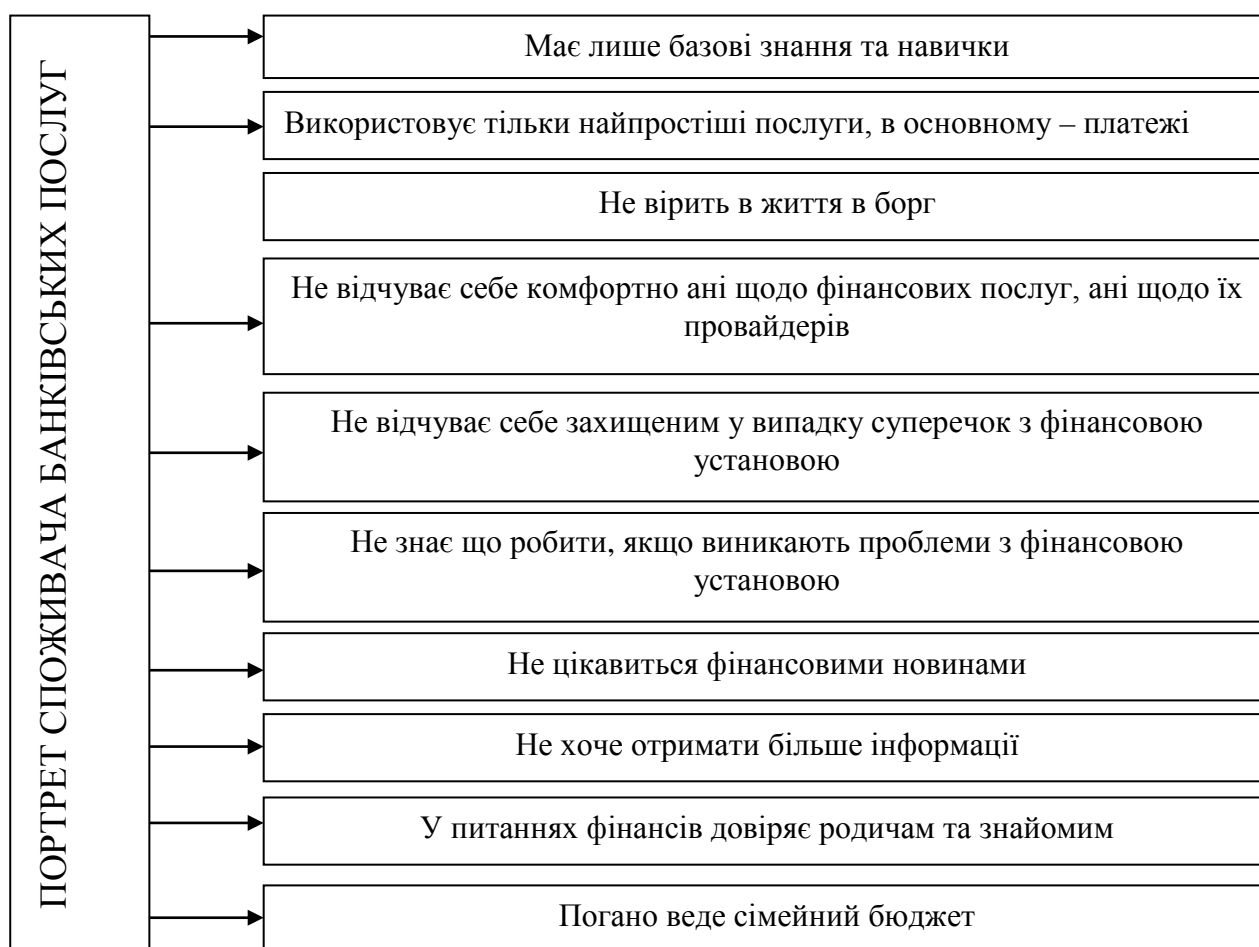 ПОРТРЕТ СПОЖИВАЧА БАНКІВСЬКИХ ПОСЛУГ
Має лише базові знання та навички
Використовує тільки найпростіші послуги, в основному – платежі
Не вірить в життя в борг
Не відчуває себе комфортно ані щодо фінансових послуг, ані щодо їх
провайдерів
Не відчуває себе захищеним у випадку суперечок з фінансовою
установою
Не знає що робити, якщо виникають проблеми з фінансовою
установою
Не цікавиться фінансовими новинами
Не хоче отримати більше інформації
У питаннях фінансів довіряє родичам та знайомим
Погано веде сімейний бюджет